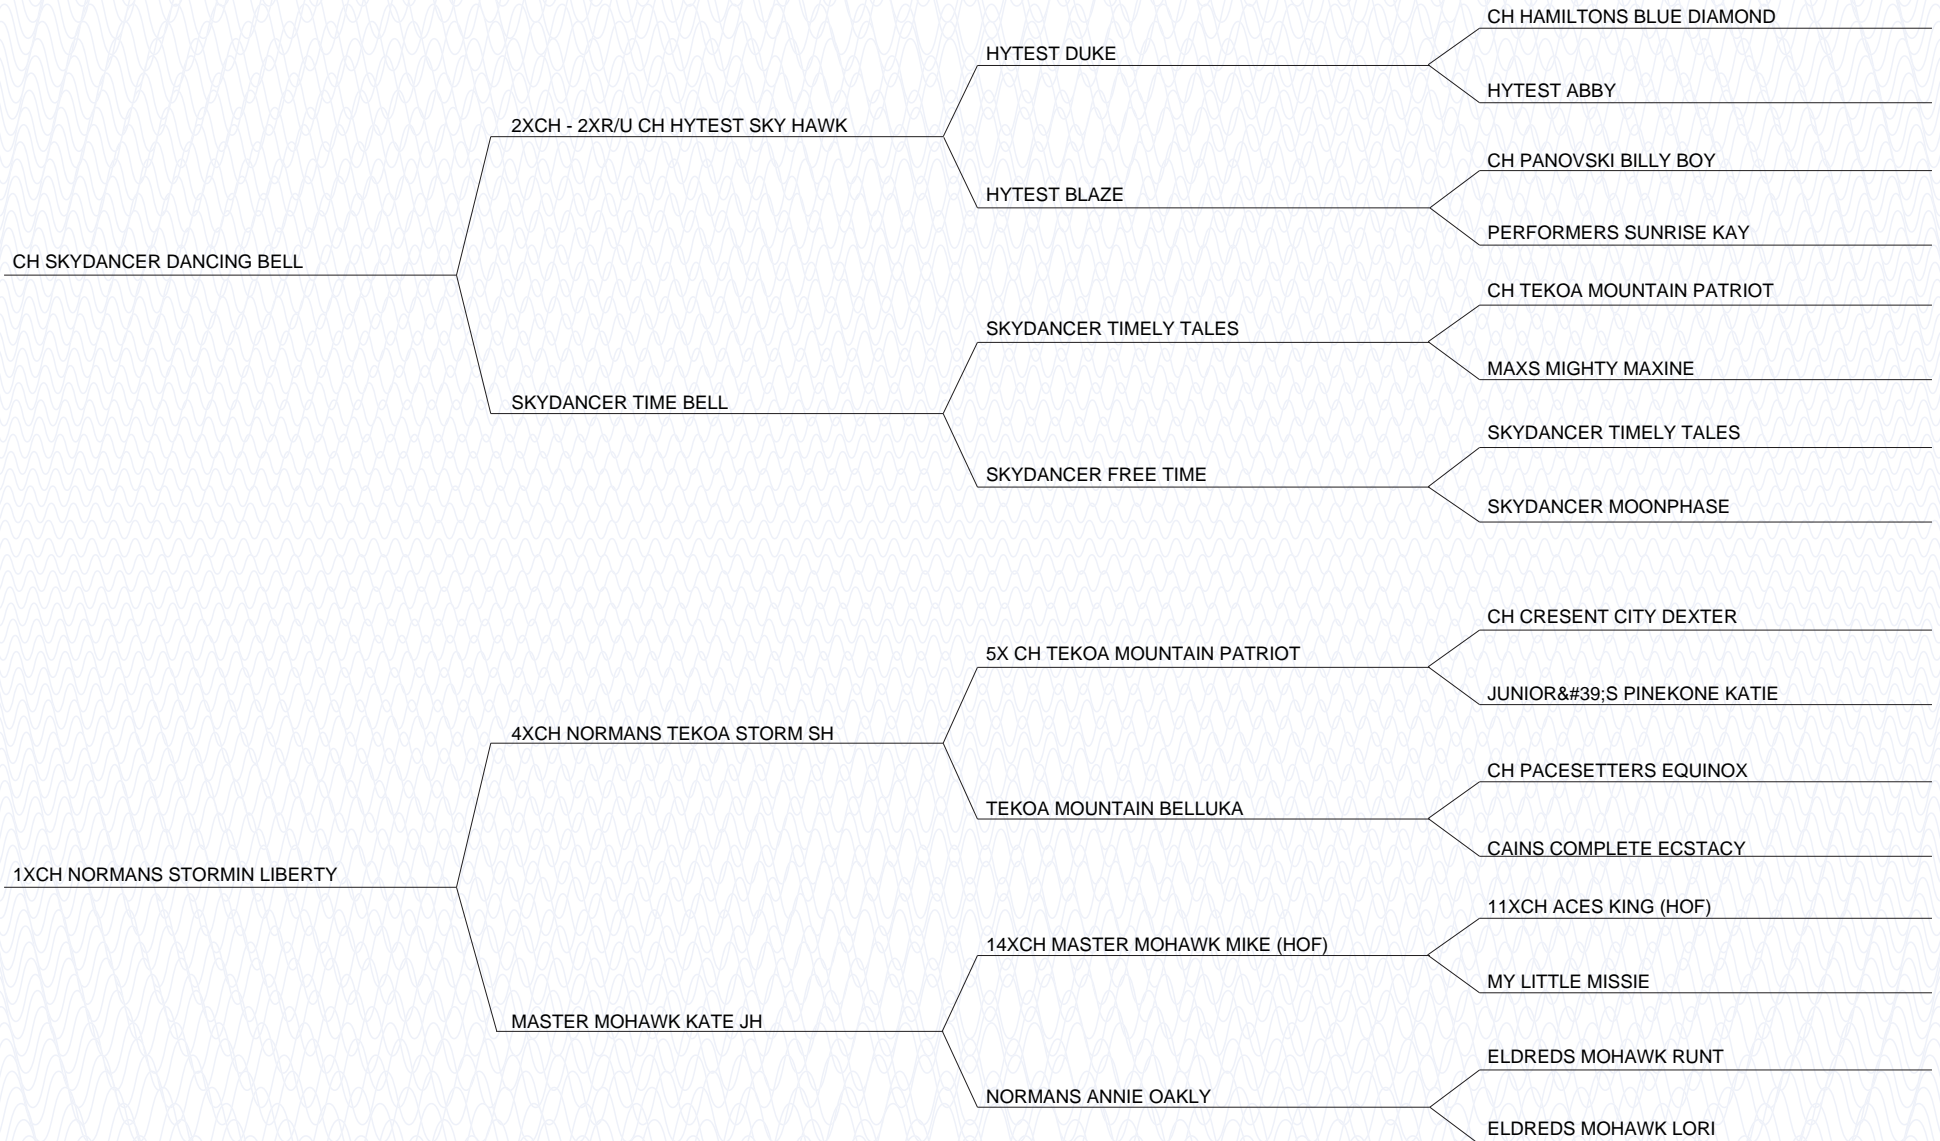 CH HAMILTONS BLUE DIAMOND
HYTEST DUKE
HYTEST ABBY
2XCH - 2XR/U CH HYTEST SKY HAWK
CH PANOVSKI BILLY BOY
HYTEST BLAZE
PERFORMERS SUNRISE KAY
CH SKYDANCER DANCING BELL
CH TEKOA MOUNTAIN PATRIOT
SKYDANCER TIMELY TALES
MAXS MIGHTY MAXINE
SKYDANCER TIME BELL
SKYDANCER TIMELY TALES
SKYDANCER FREE TIME
SKYDANCER MOONPHASE
CH CRESENT CITY DEXTER
5X CH TEKOA MOUNTAIN PATRIOT
JUNIOR&#39;S PINEKONE KATIE
4XCH NORMANS TEKOA STORM SH
CH PACESETTERS EQUINOX
TEKOA MOUNTAIN BELLUKA
CAINS COMPLETE ECSTACY
1XCH NORMANS STORMIN LIBERTY
11XCH ACES KING (HOF)
14XCH MASTER MOHAWK MIKE (HOF)
MY LITTLE MISSIE
MASTER MOHAWK KATE JH
ELDREDS MOHAWK RUNT
NORMANS ANNIE OAKLY
ELDREDS MOHAWK LORI